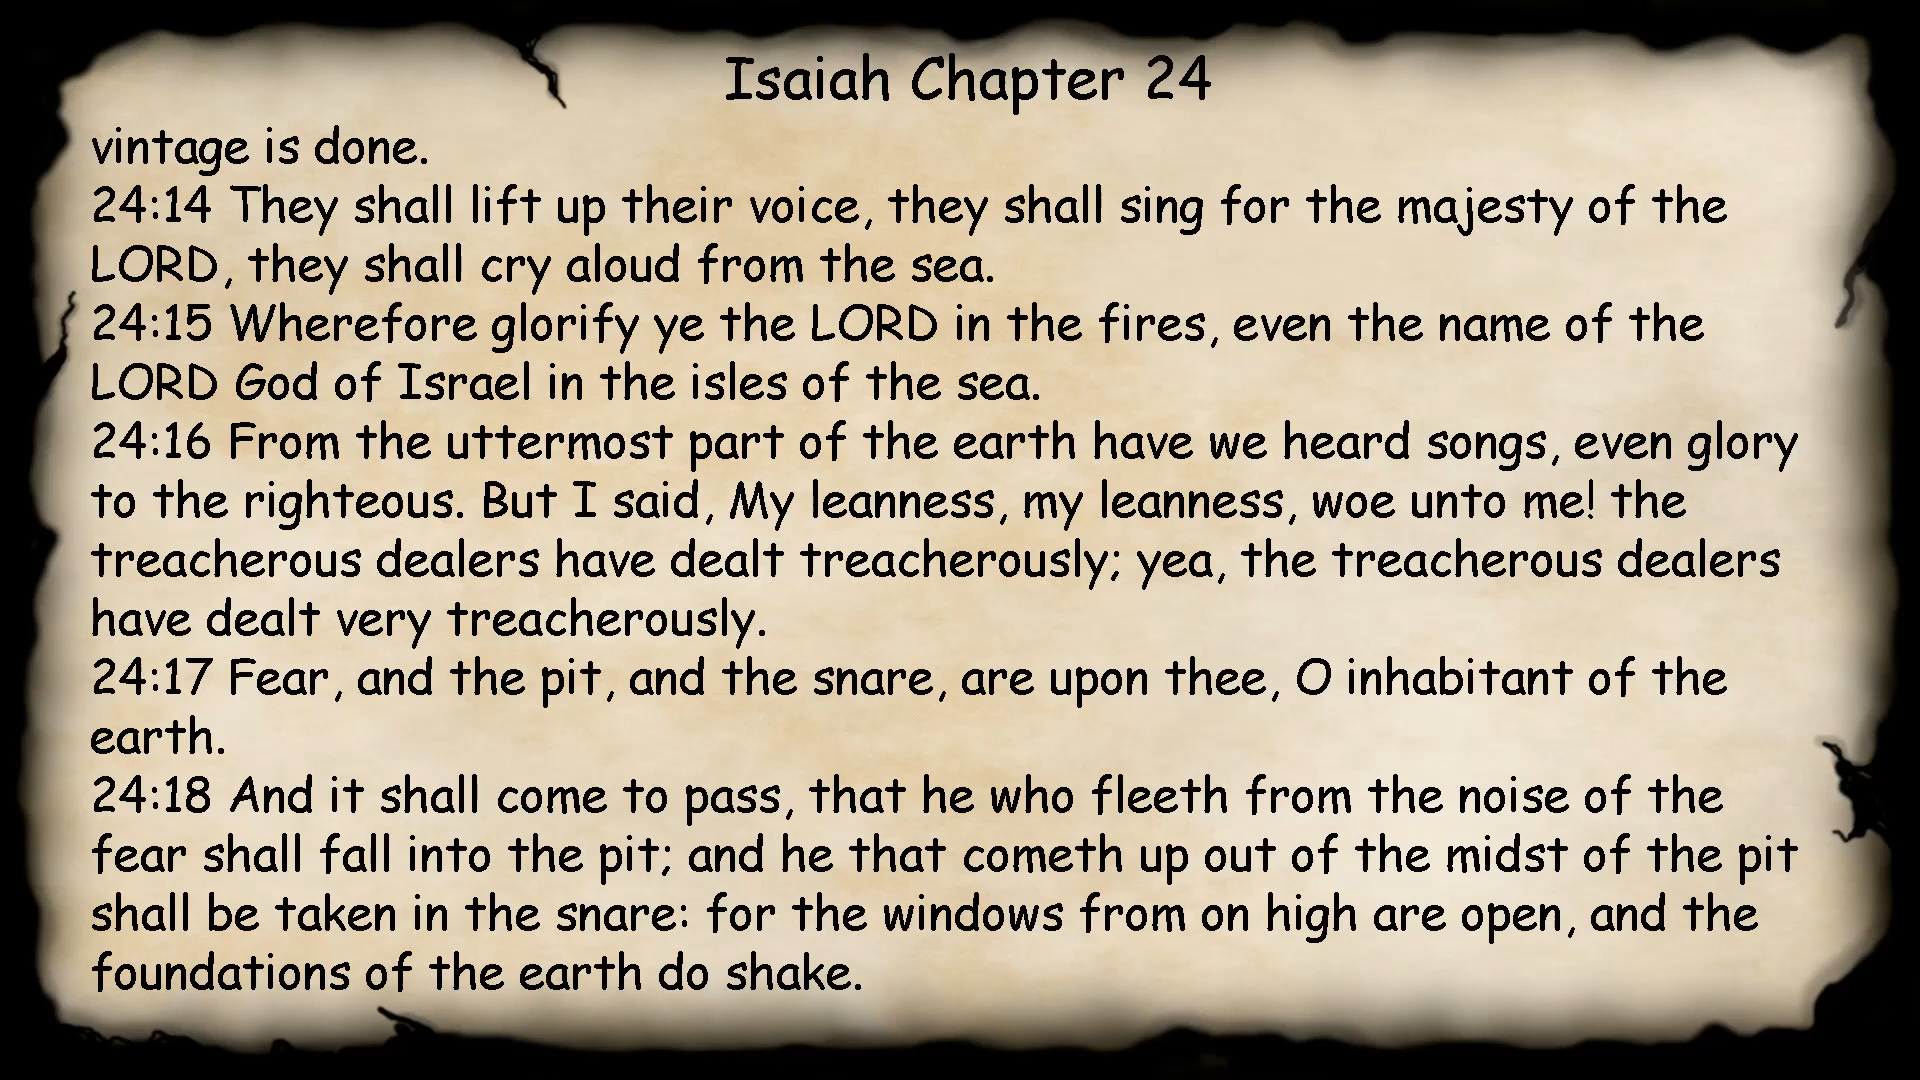 Isaiah Chapter 24
vintage is done.
24:14 They shall lift up their voice, they shall sing for the majesty of the
LORD, they shall cry aloud from the sea.
24:15 Wherefore glorify ye the LORD in the fires, even the name of the
LORD God of Israel in the isles of the sea.
24:16 From the uttermost part of the earth have we heard songs, even glory
to the righteous. But I said, My leanness, my leanness, woe unto me! the
treacherous dealers have dealt treacherously; yea, the treacherous dealers
have dealt very treacherously.
24:17 Fear, and the pit, and the snare, are upon thee, O inhabitant of the
earth.
24:18 And it shall come to pass, that he who fleeth from the noise of the
fear shall fall into the pit; and he that cometh up out of the midst of the pit
shall be taken in the snare: for the windows from on high are open, and the
foundations of the earth do shake.